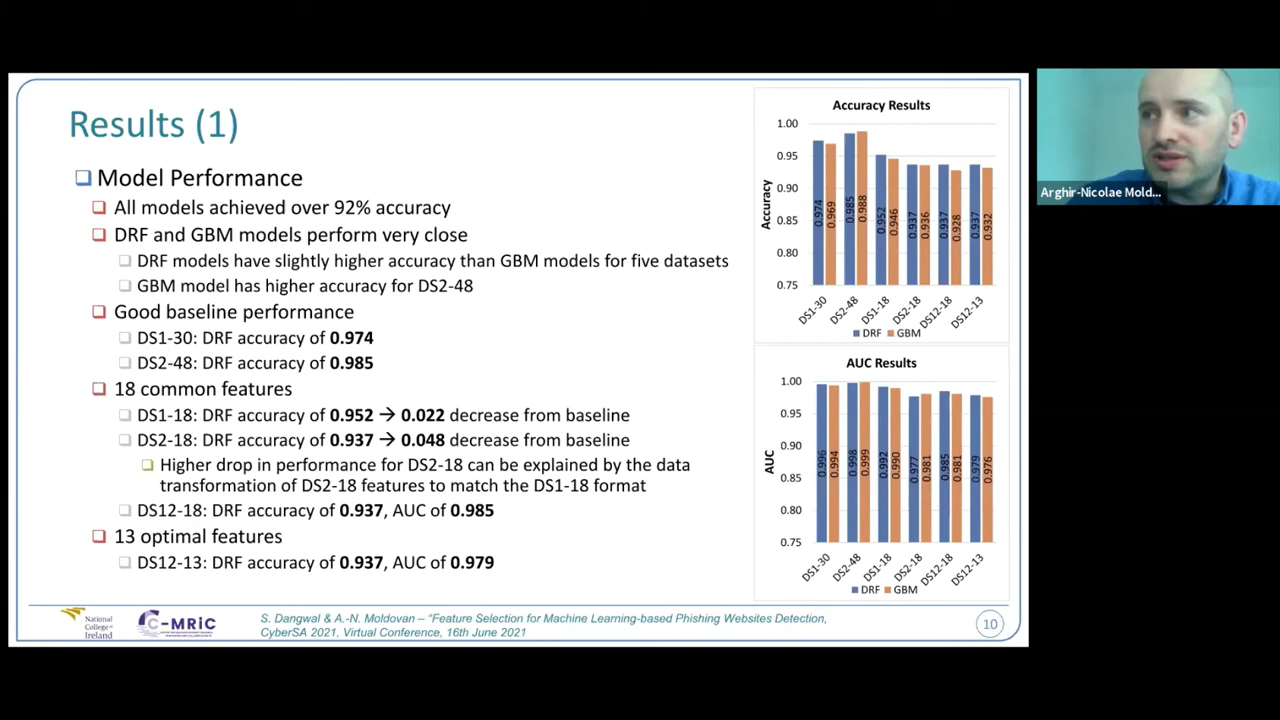 Results (1)
Model Performance
All models achieved over 92% accuracy
DRF and GBM models perform very close
DRF models have slightly higher accuracy than GBM models for five datasets
GBM model has higher accuracy for DS2-48
Good baseline performance
DS1-30: DRF accuracy of 0.974
DS2-48: DRF accuracy of 0.985
18 common features
DS1-18: DRF accuracy of 0.952 → 0.022 decrease from baseline
DS2-18: DRF accuracy of 0.937 → 0.048 decrease from baseline
Higher drop in performance for DS2-18 can be explained by the data
transformation of DS2-18 features to match the DS1-18 format
DS12-18: DRF accuracy of 0.937, AUC of 0.985
13 optimal features
DS12-13: DRF accuracy of 0.937, AUC of 0.979
Accuracy Results
Accuracy
1.00
0.95
0.90
0.85
0.80
0.75
0.974 0.969 0.985 0.988 0.952 0.946 0.937 0.936 0.937 0.928 0.937 0.932
DS1-30 DS2-48 DS1-18 DS2-18 DS12-18 DS12-13
DRF GBM
AUC Results
AUC
1.00
0.95
0.90
0.85
0.80
0.75
0.996 0.994 0.998 0.999 0.992 0.990 0.977 0.981 0.985 0.981 0.979 0.976
DS1-30 DS2-48 DS1-18 DS2-18 DS12-18 DS12-13
DRF GBM
National
College of
Ireland
C-MRiC
S. Dangwal & A.-N. Moldovan – "Feature Selection for Machine Learning-based Phishing Websites Detection,
CyberSA 2021, Virtual Conference, 16th June 2021
10
Arghir-Nicolae Mold...